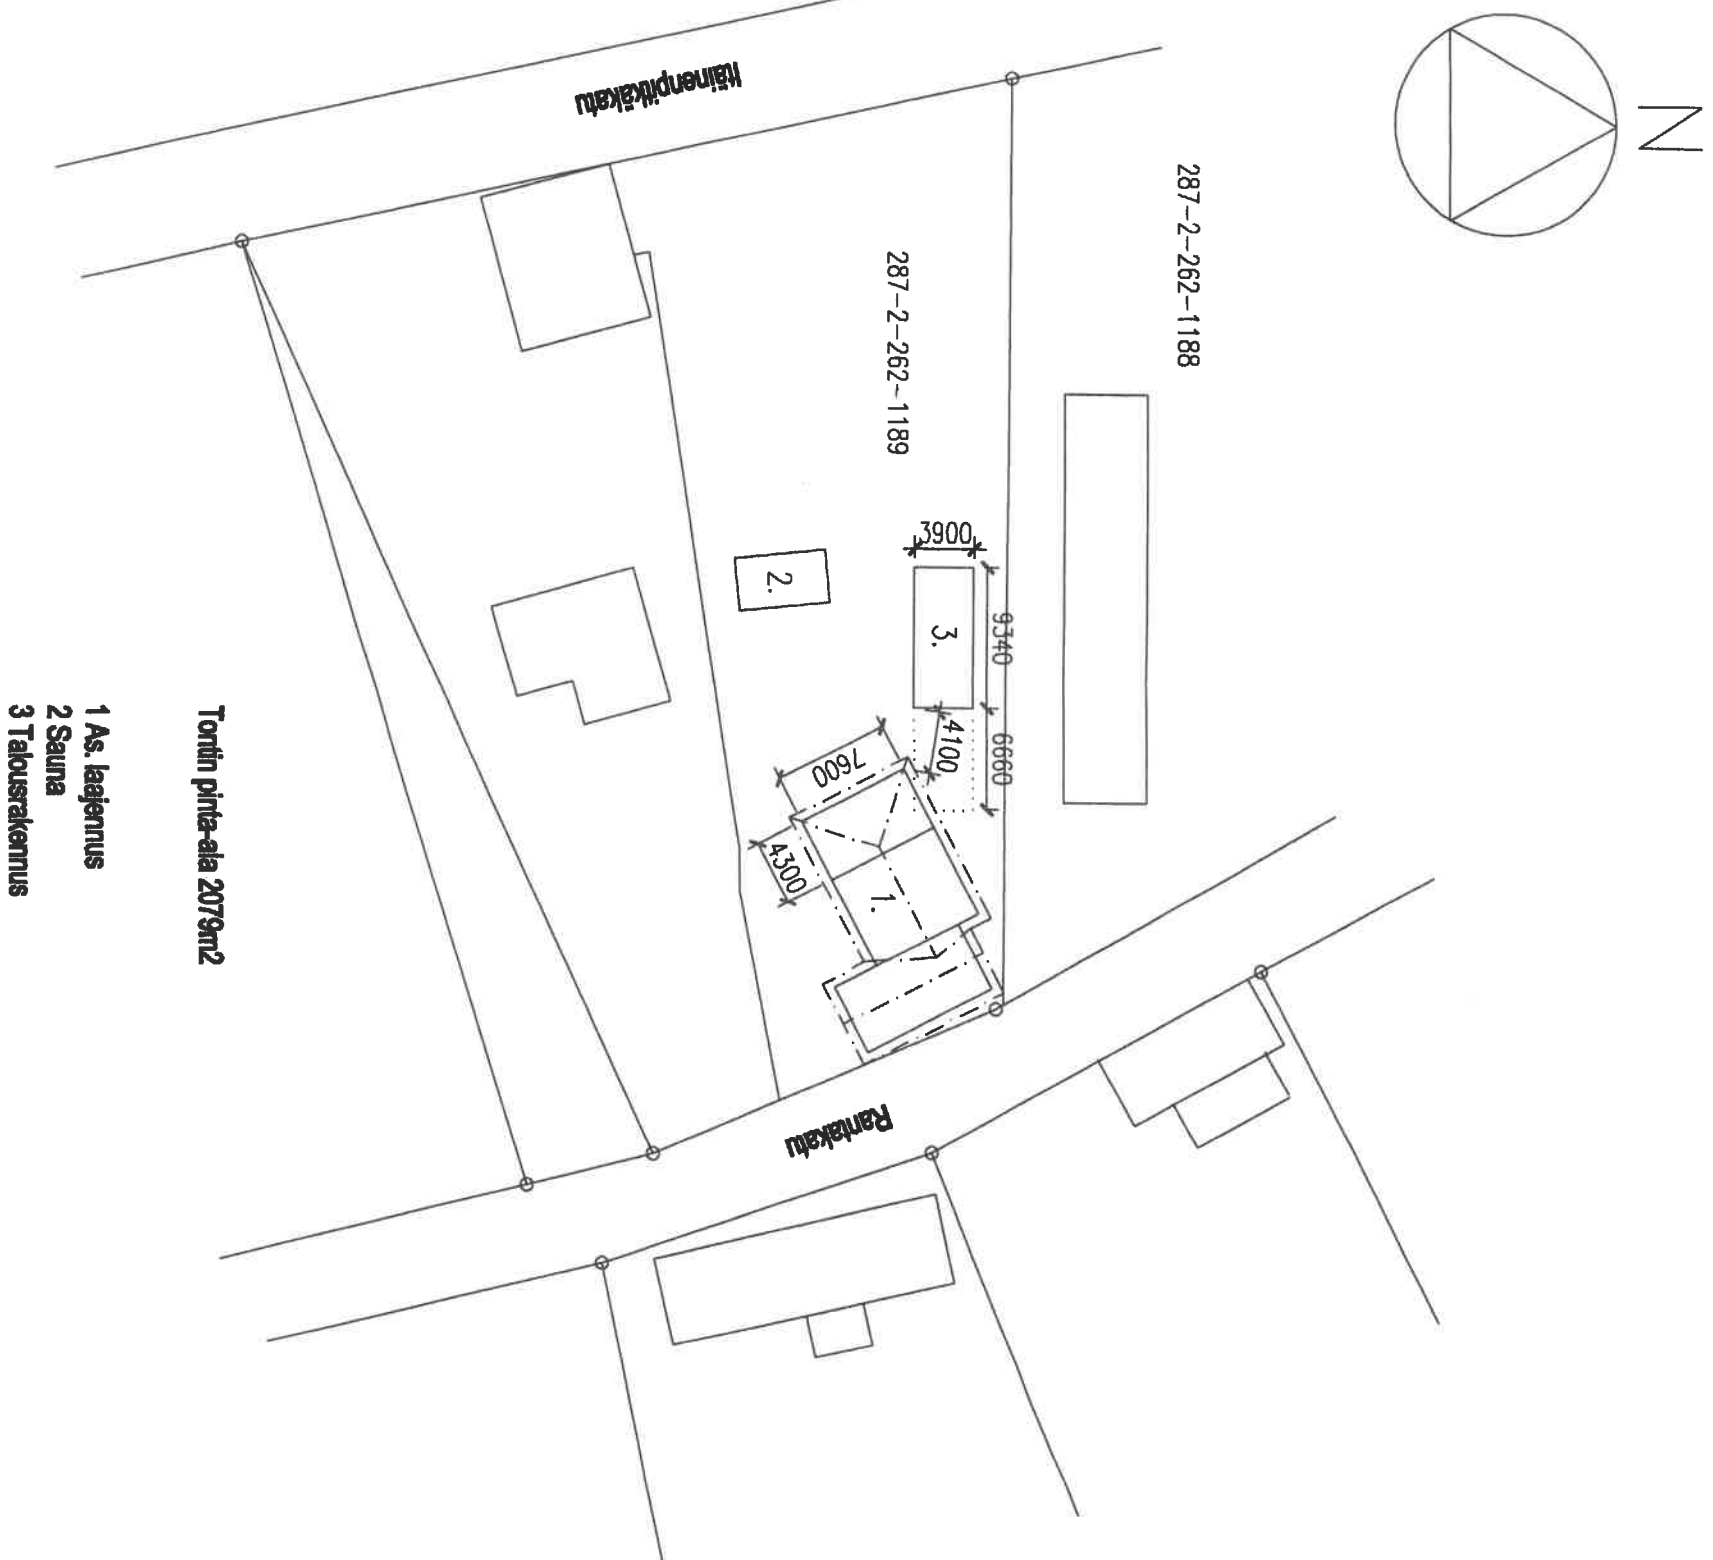 N
Itäinenpitkäkatu
287-2-262-1188
287-2-262-1189
3900
9340
6660
4100
7600
4300
1.
2.
3.
Rantakatu
Tontin pinta-ala 2079m2
1 As. laajennus
2 Sauna
3 Talousrakennus